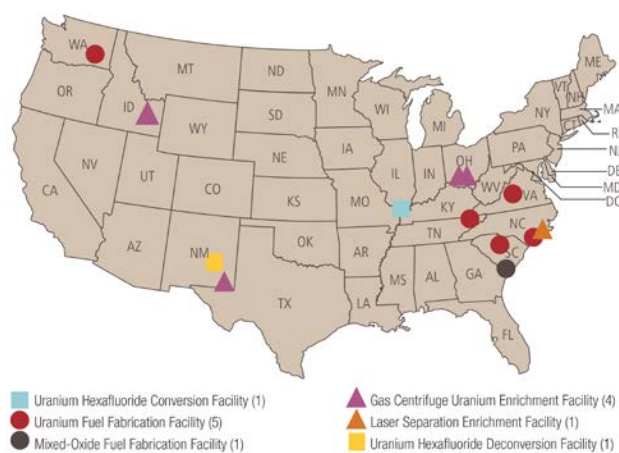 WA
MT
ND
MN
ME
VT
NH
OR
ID
SD
WI
NY
MA
RI
WY
MI
CT
IA
PA
NJ
NE
OH
DE
NV
IL
IN
MD
UT
CO
WV
VA
DC
CA
KS
MO
KY
NC
TN
OK
AZ
NM
AR
SC
MS
AL
GA
TX
LA
FL
Uranium Hexafluoride Conversion Facility (1)
Uranium Fuel Fabrication Facility (5)
Mixed-Oxide Fuel Fabrication Facility (1)
Gas Centrifuge Uranium Enrichment Facility (4)
Laser Separation Enrichment Facility (1)
Uranium Hexafluoride Deconversion Facility (1)